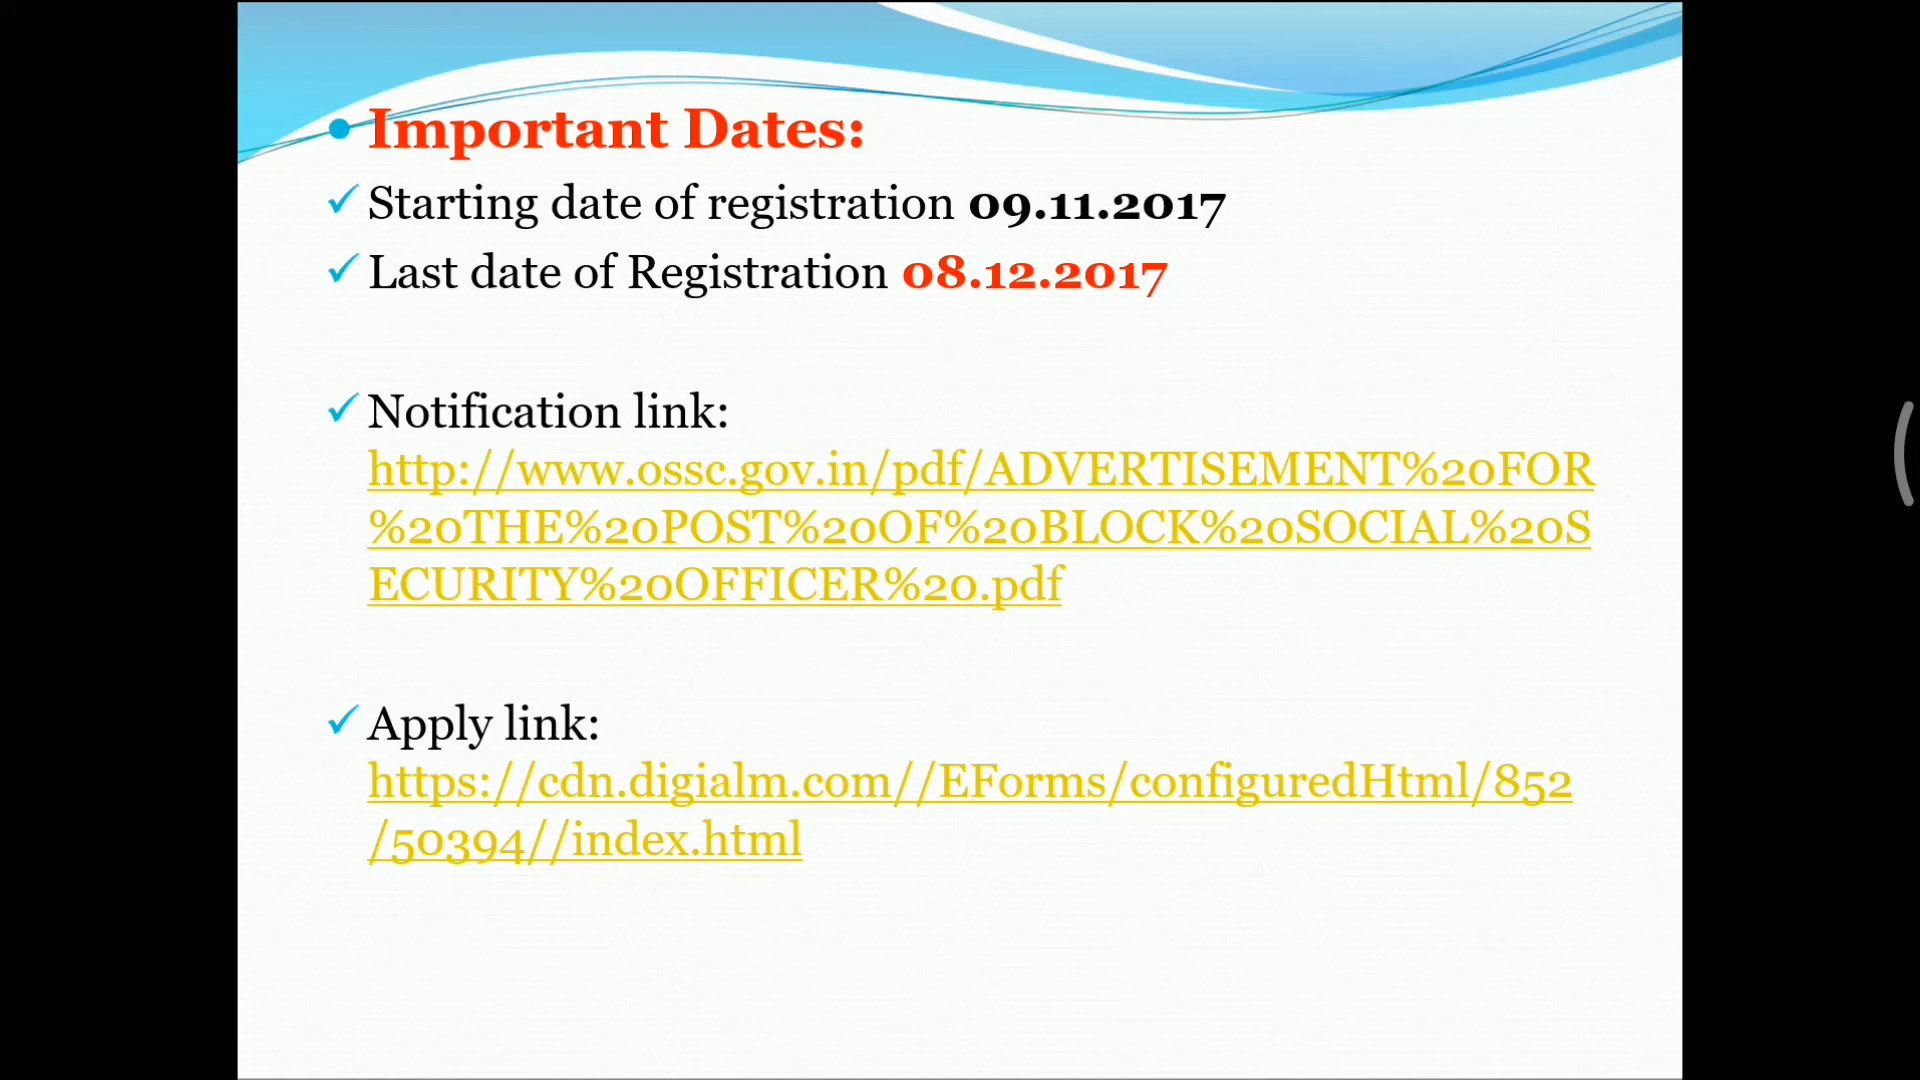 Important Dates:
Starting date of registration 09.11.2017
Last date of Registration 08.12.2017
Notification link:
http://www.ossc.gov.in/pdf/ADVERTISEMENT%20FOR
%20THE%20POST%20OF%20BLOCK%20SOCIAL%20S
ECURITY%20OFFICER%20.pdf
Apply link:
https://cdn.digialm.com//EForms/configuredHtml/852
/50394//index.html